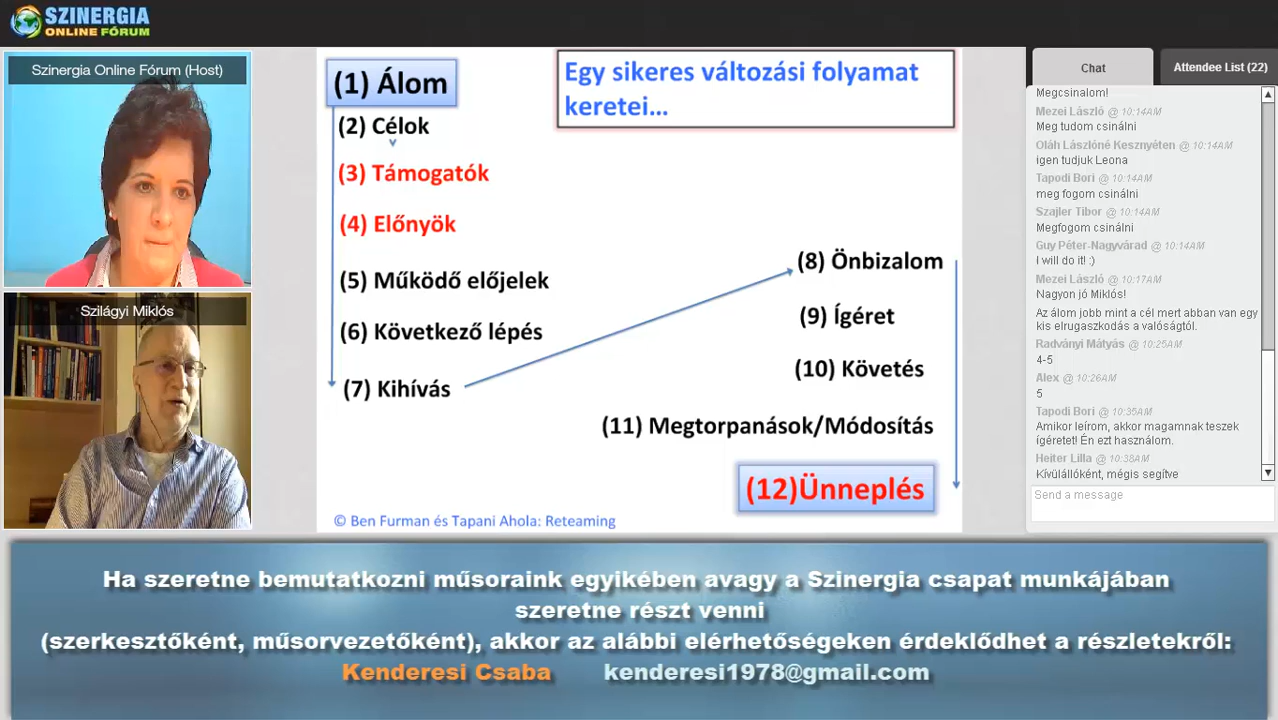 SZINERGIA
ONLINE FÓRUM
Szinergia Online Fórum (Host)
Szilágyi Miklós
(1) Álom
Egy sikeres változási folyamat
keretei...
(2) Célok
(3) Támogatók
(4) Előnyök
(5) Működő előjelek
(6) Következő lépés
(7) Kihívás
(8) Önbizalom
(9) Ígéret
(10) Követés
(11) Megtorpanások/Módosítás
(12)Ünneplés
© Ben Furman és Tapani Ahola: Reteaming
Chat
Attendee List (22)
Megcsinalom!
Mezei László @ 10:14AM
Meg tudom csinálni
Oláh Lászlóné Kesznyéten @ 10:14AM
igen tudjuk Leona
Tapodi Bori @ 10:14AM
meg fogom csinálni
Szajler Tibor @ 10:14AM
Megfogom csinálni
Guy Péter-Nagyvárad @ 10:14AM
I will do it! :)
Mezei László @ 10:17AM
Nagyon jó Miklós!
Az álom jobb mint a cél mert abban van egy
kis elrugaszkodás a valóságtól.
Radványi Mátyás @ 10:25AM
4-5
Alex @ 10:26AM
5
Tapodi Bori @ 10:35AM
Amikor leírom, akkor magamnak teszek
ígéretet! Én ezt használom.
Heiter Lilla @ 10:38AM
Kívülállóként, mégis segítve
Send a message
Ha szeretne bemutatkozni műsoraink egyikében avagy a Szinergia csapat munkájában
szeretne részt venni
(szerkesztőként, műsorvezetőként), akkor az alábbi elérhetőségeken érdeklődhet a részletekről:
Kenderesi Csaba kenderesi1978@gmail.com